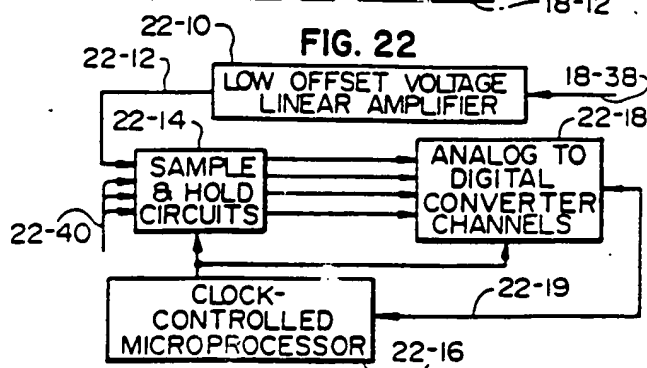 18-12
22-10
FIG. 22
22-12
LOW OFFSET VOLTAGE
LINEAR AMPLIFIER
18-38
22-14
22-18
SAMPLE
& HOLD
CIRCUITS
ANALOG TO
DIGITAL
CONVERTER
CHANNELS
22-40
22-19
CLOCK-
CONTROLLED
MICROPROCESSOR
22-16